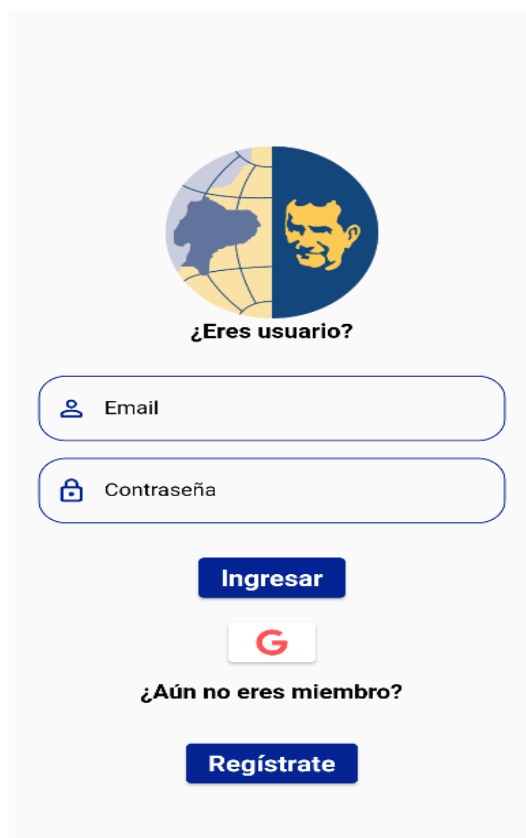 ¿Eres usuario?
Email
Contraseña
Ingresar
G
¿Aún no eres miembro?
Regístrate